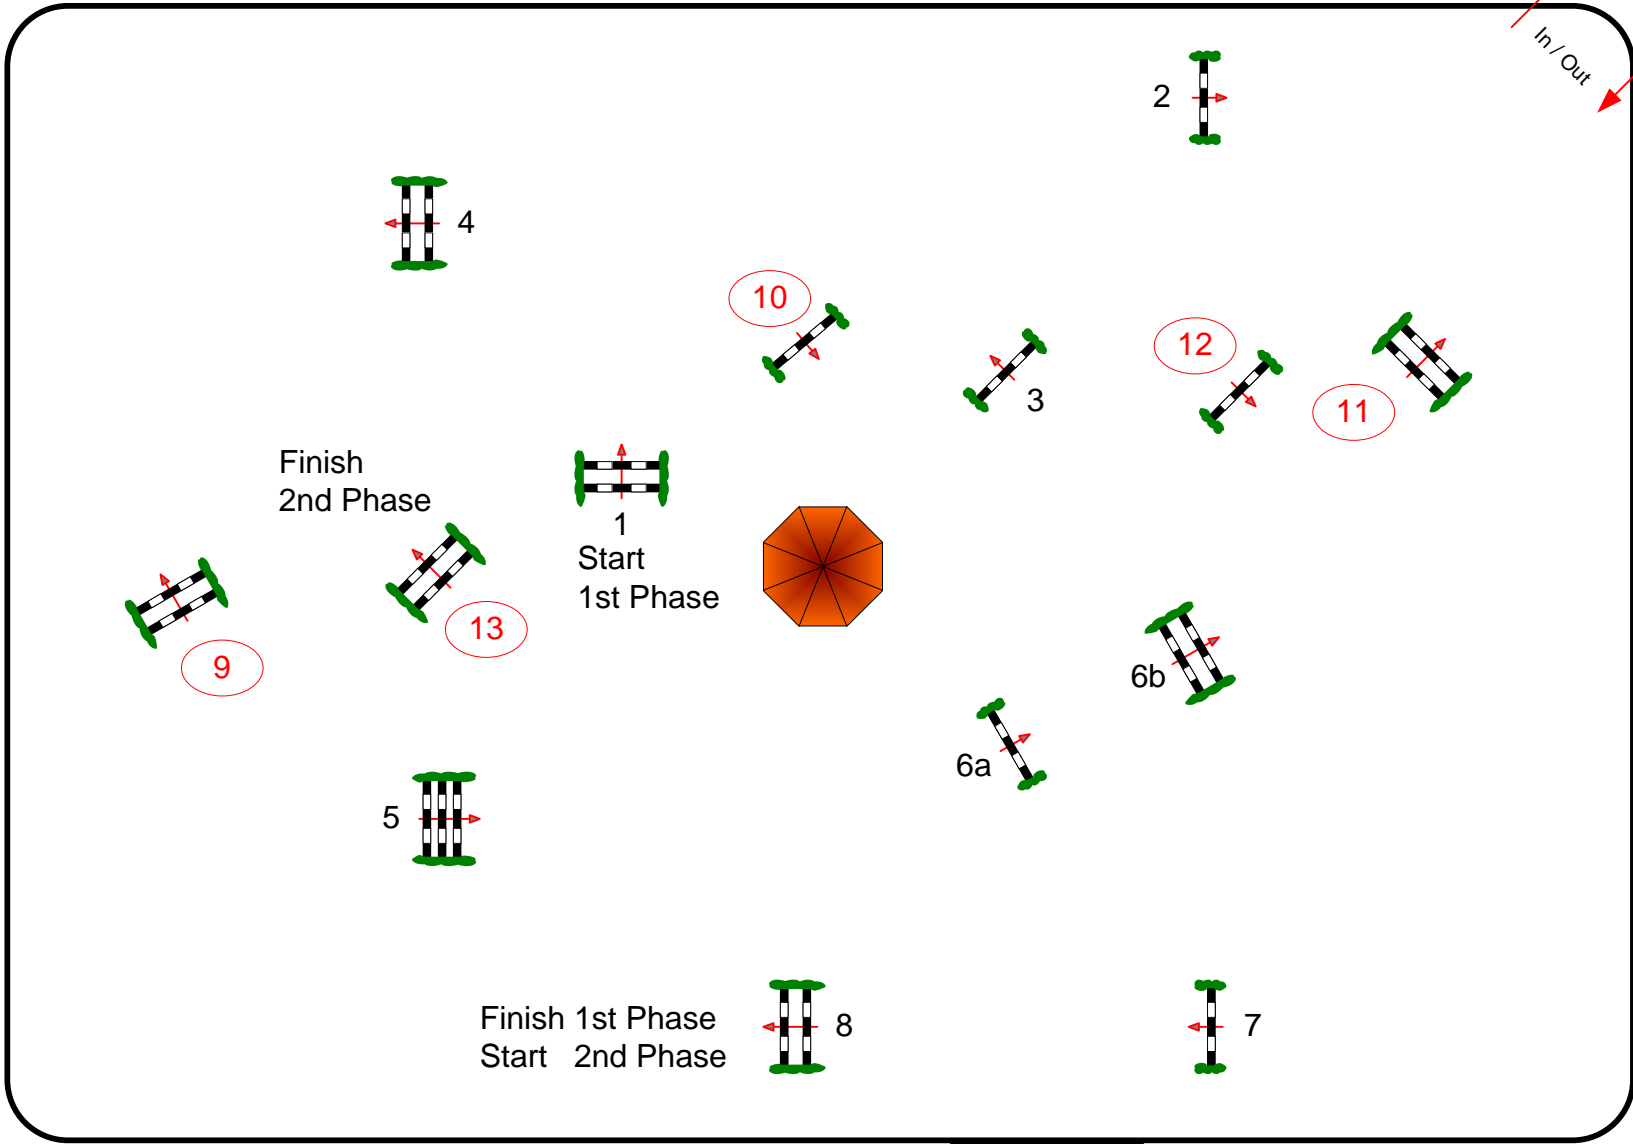 In / Out
2
4
10
12
3
11
Finish
2nd Phase
1
Start
1st Phase
13
9
6b
6a
5
Finish 1st Phase
Start 2nd Phase
8
7